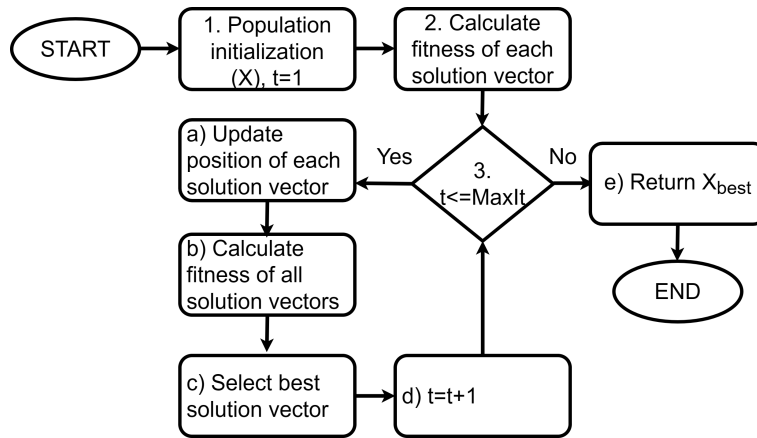 START
1. Population
initialization
(X), t=1
2. Calculate
fitness of each
solution vector
3.
t<=MaxIt
Yes
No
a) Update
position of each
solution vector
b) Calculate
fitness of all
solution vectors
c) Select best
solution vector
d) t=t+1
e) Return Xbest
END